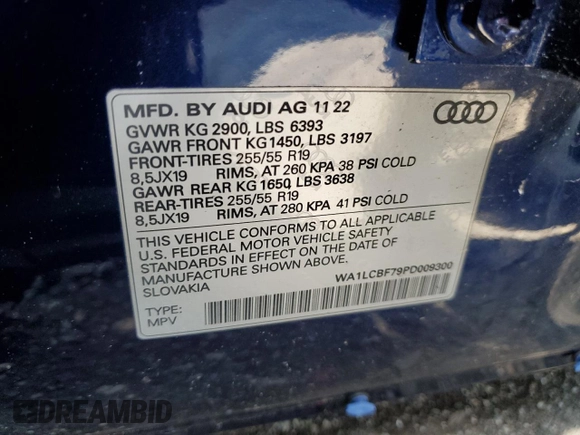 MFD. BY AUDI AG 11 22
GVWR KG 2900, LBS 6393
GAWR FRONT KG1450, LBS 3197
FRONT-TIRES 255/55 R19
8,5JX19 RIMS, AT 260 KPA 38 PSI COLD
GAWR REAR KG 1650, LBS 3638
REAR-TIRES 255/55 R19
8,5JX19 RIMS, AT 280 KPA 41 PSI COLD
THIS VEHICLE CONFORMS TO ALL APPLICABLE
U.S. FEDERAL MOTOR VEHICLE SAFETY
STANDARDS IN EFFECT ON THE DATE OF
MANUFACTURE SHOWN ABOVE.
SLOVAKIA
WA1LCBF79PD009300
TYPE:
MPV
DREAMBID